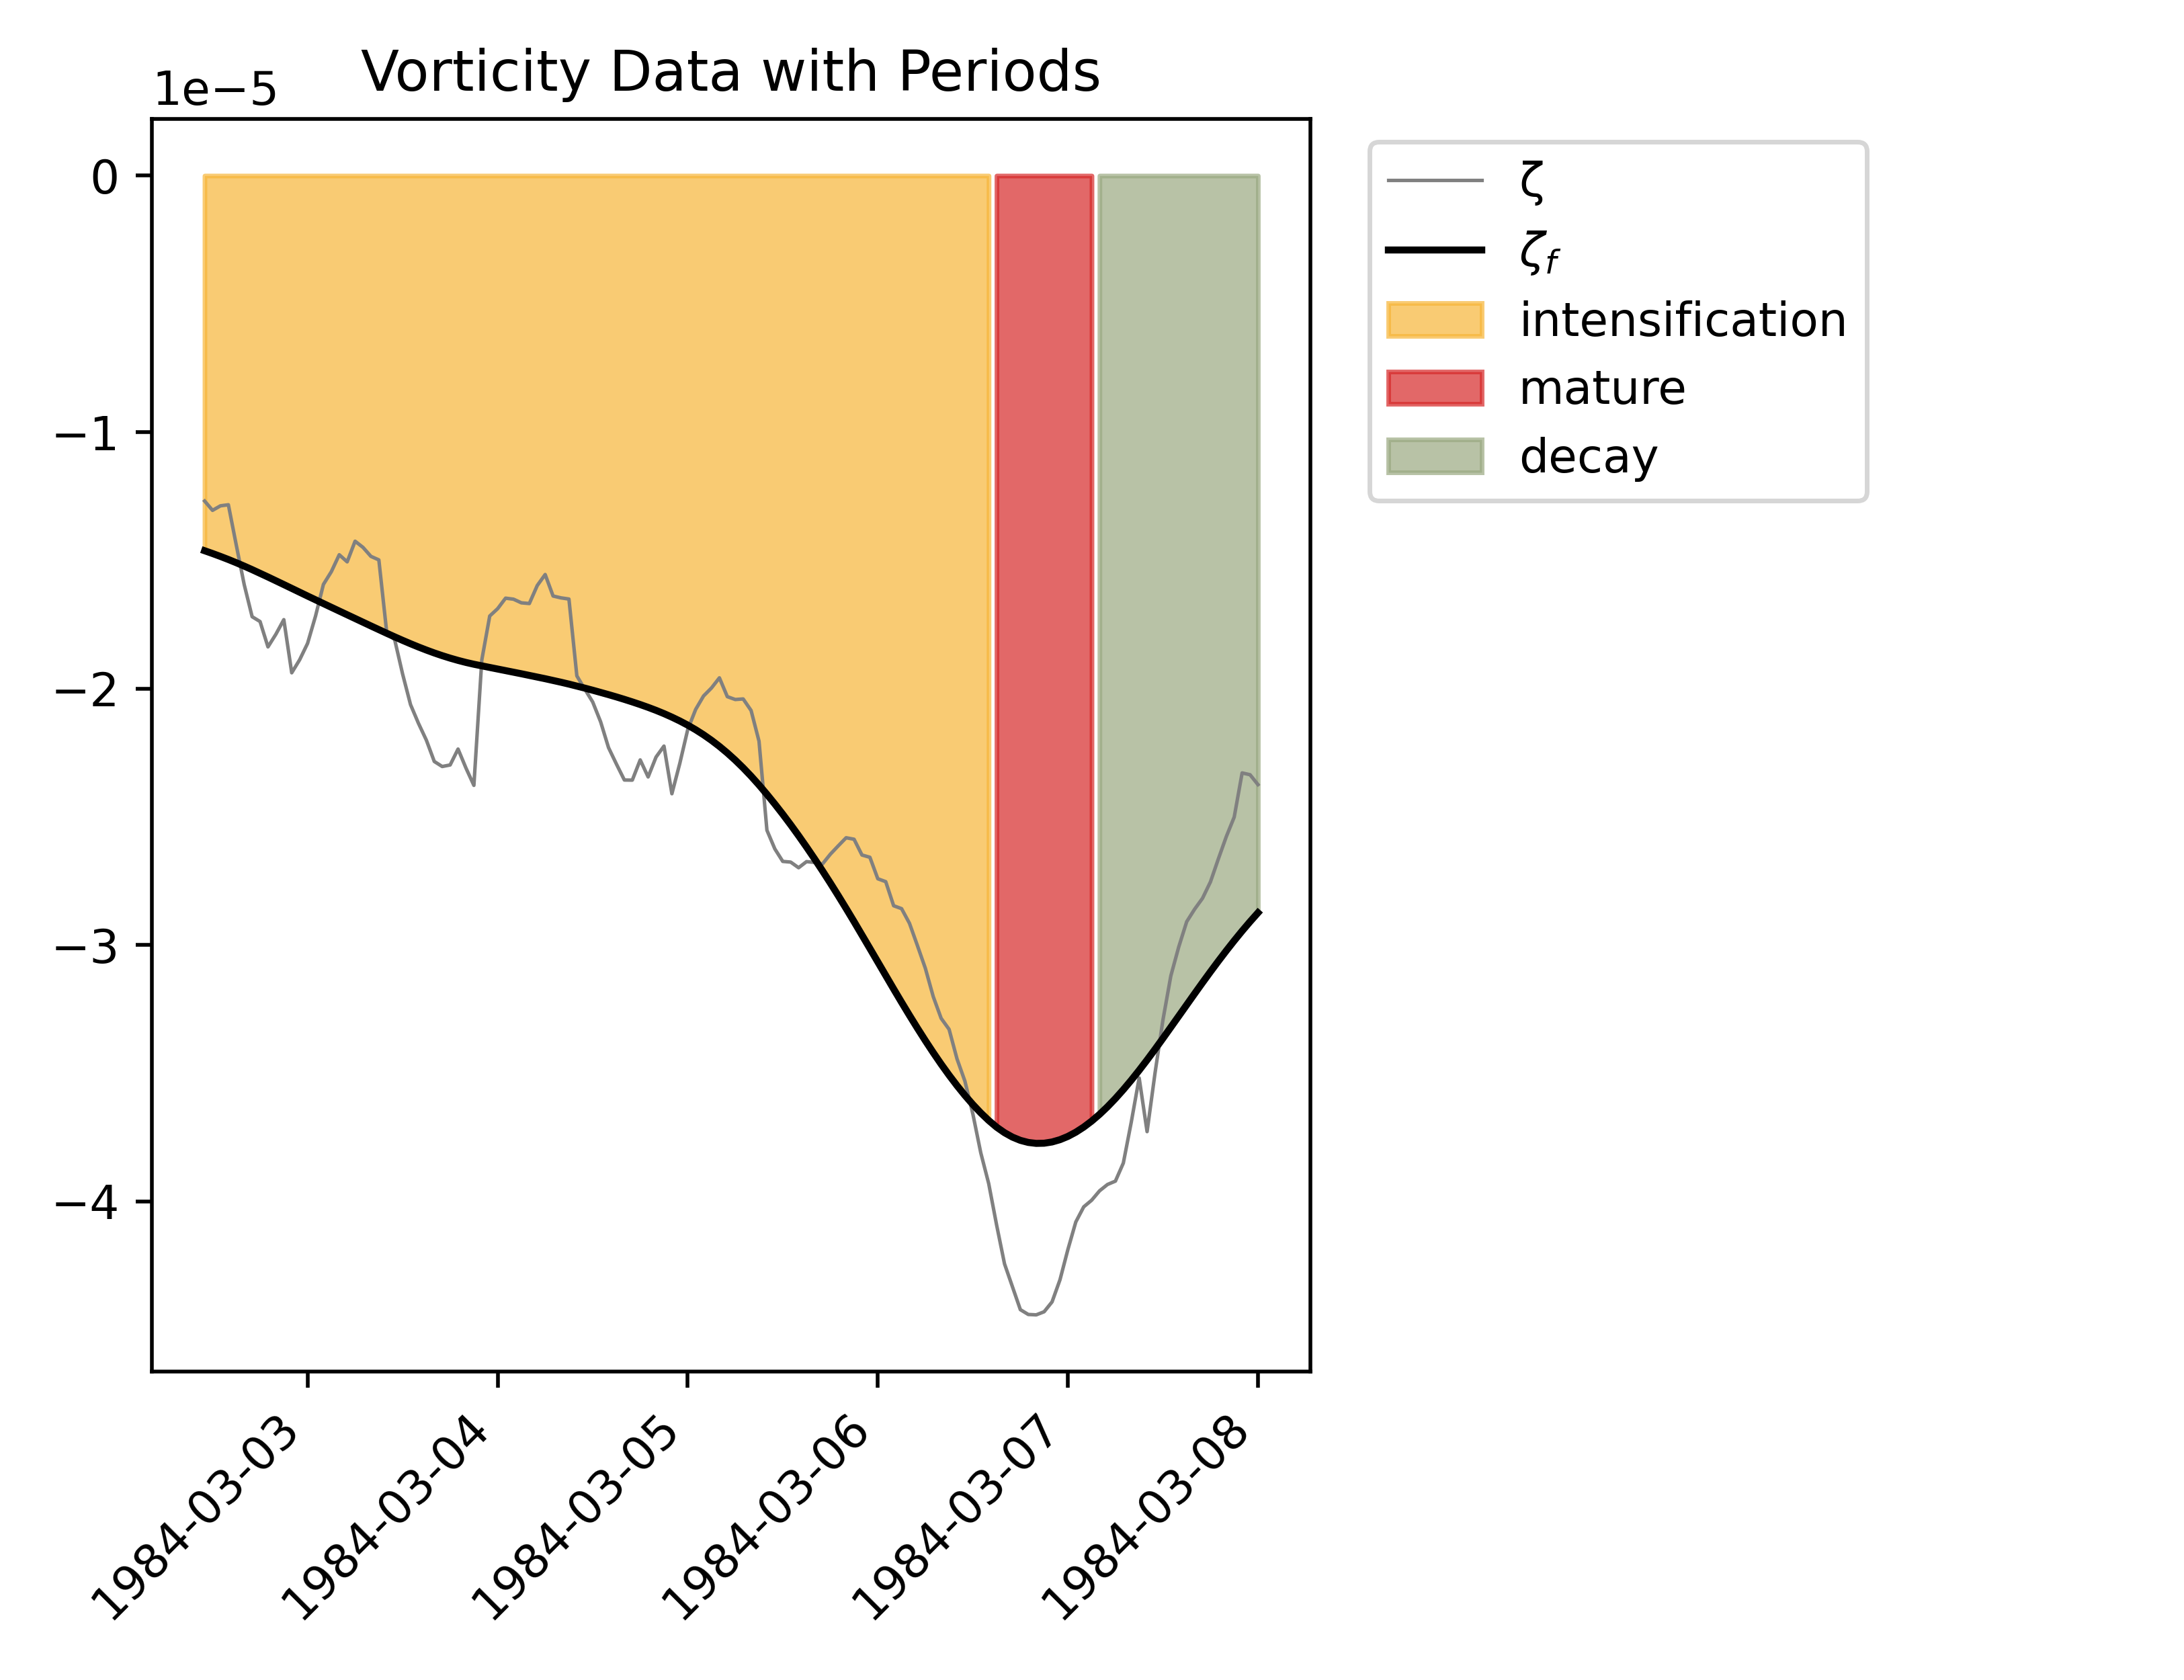 Vorticity Data with Periods
1e−5
0
−1
−2
−3
−4
1984-03-03
1984-03-04
1984-03-05
1984-03-06
1984-03-07
1984-03-08
ζ
ζf
intensification
mature
decay